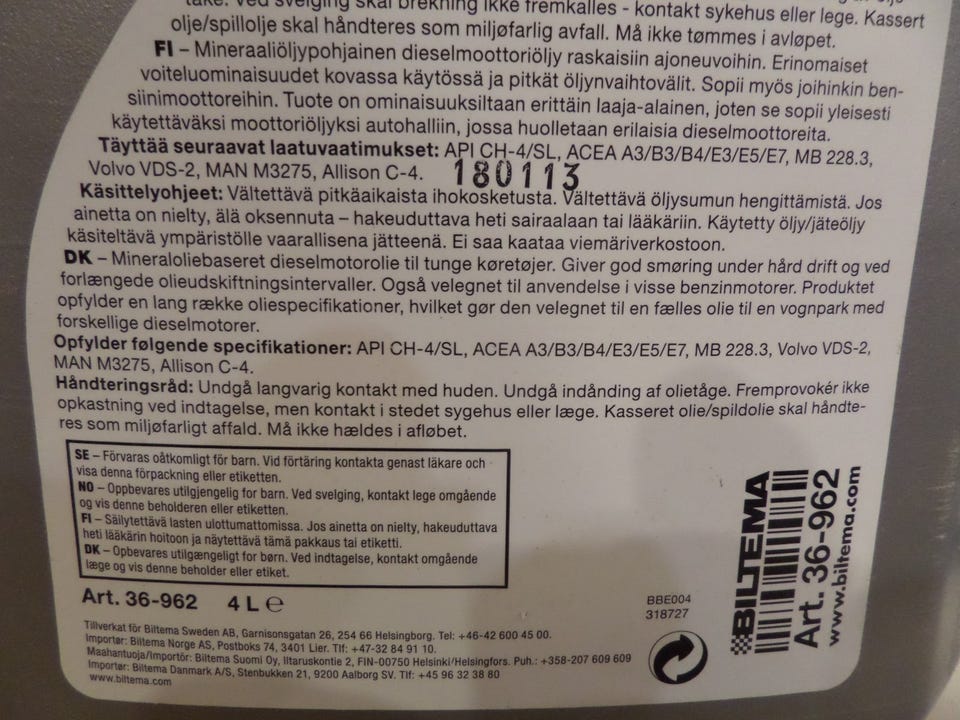 take. Ved svelging skal brekning ikke fremkalles - kontakt sykehus eller lege. Kassert
olje/spillolje skal håndteres som miljøfarlig avfall. Må ikke tømmes i avløpet.
FI – Mineraaliöljypohjainen dieselmoottoriöljy raskaisiin ajoneuvoihin. Erinomaiset
voiteluominaisuudet kovassa käytössä ja pitkät öljynvaihtovälit. Sopii myös joihinkin ben-
siinimoottoreihin. Tuote on ominaisuuksiltaan erittäin laaja-alainen, joten se sopii yleisesti
käytettäväksi moottoriöljyksi autohalliin, jossa huolletaan erilaisia dieselmoottoreita.
Täyttää seuraavat laatuvaatimukset: API CH-4/SL, ACEA A3/B3/B4/E3/E5/E7, MB 228.3,
Volvo VDS-2, MAN M3275, Allison C-4. 180113
Käsittelyohjeet: Vältettävä pitkäaikaista ihokosketusta. Vältettävä öljysumun hengittämistä. Jos
ainetta on nielty, älä oksennuta – hakeuduttava heti sairaalaan tai lääkäriin. Käytetty öljy/jäteöljy
käsiteltävä ympäristölle vaarallisena jätteenä. Ei saa kaataa viemäriverkostoon.
DK – Mineraloliebaseret dieselmotorolie til tunge køretøjer. Giver god smøring under hård drift og ved
forlængede olieudskiftningsintervaller. Også velegnet til anvendelse i visse benzinmotorer. Produktet
opfylder en lang række oliespecifikationer, hvilket gør den velegnet til en fælles olie til en vognpark med
forskellige dieselmotorer.
Opfylder følgende specifikationer: API CH-4/SL, ACEA A3/B3/B4/E3/E5/E7, MB 228.3, Volvo VDS-2,
MAN M3275, Allison C-4.
Håndteringsråd: Undgå langvarig kontakt med huden. Undgå indånding af olietåge. Fremprovokér ikke
opkastning ved indtagelse, men kontakt i stedet sygehus eller læge. Kasseret olie/spildolie skal håndte-
res som miljøfarligt affald. Må ikke hældes i afløbet.
SE – Förvaras oåtkomligt för barn. Vid förtäring kontakta genast läkare och
visa denna förpackning eller etiketten.
NO – Oppbevares utilgjengelig for barn. Ved svelging, kontakt lege omgående
og vis denne beholderen eller etiketten.
FI – Säilytettävä lasten ulottumattomissa. Jos ainetta on nielty, hakeuduttava
heti lääkärin hoitoon ja näytettävä tämä pakkaus tai etiketti.
DK – Opbevares utilgængeligt for børn. Ved indtagelse, kontakt omgående
læge og vis denne beholder eller etiket.
Art. 36-962 4 L ℮
BBE004
318727
Tillverkat för Biltema Sweden AB, Garnisonsgatan 26, 254 66 Helsingborg. Tel: +46-42 600 45 00.
Importør: Biltema Norge AS, Postboks 74, 3401 Lier. Tlf: +47-32 84 91 10.
Maahantuoja/Importör: Biltema Suomi Oy, Iltaruskontie 2, FIN-00750 Helsinki/Helsingfors. Puh.: +358-207 609 609
Importør: Biltema Danmark A/S, Stenbukken 21, 9200 Aalborg SV. Tlf: +45 96 32 38 80
www.biltema.com
BILTEMA
Art. 36-962
www.biltema.com